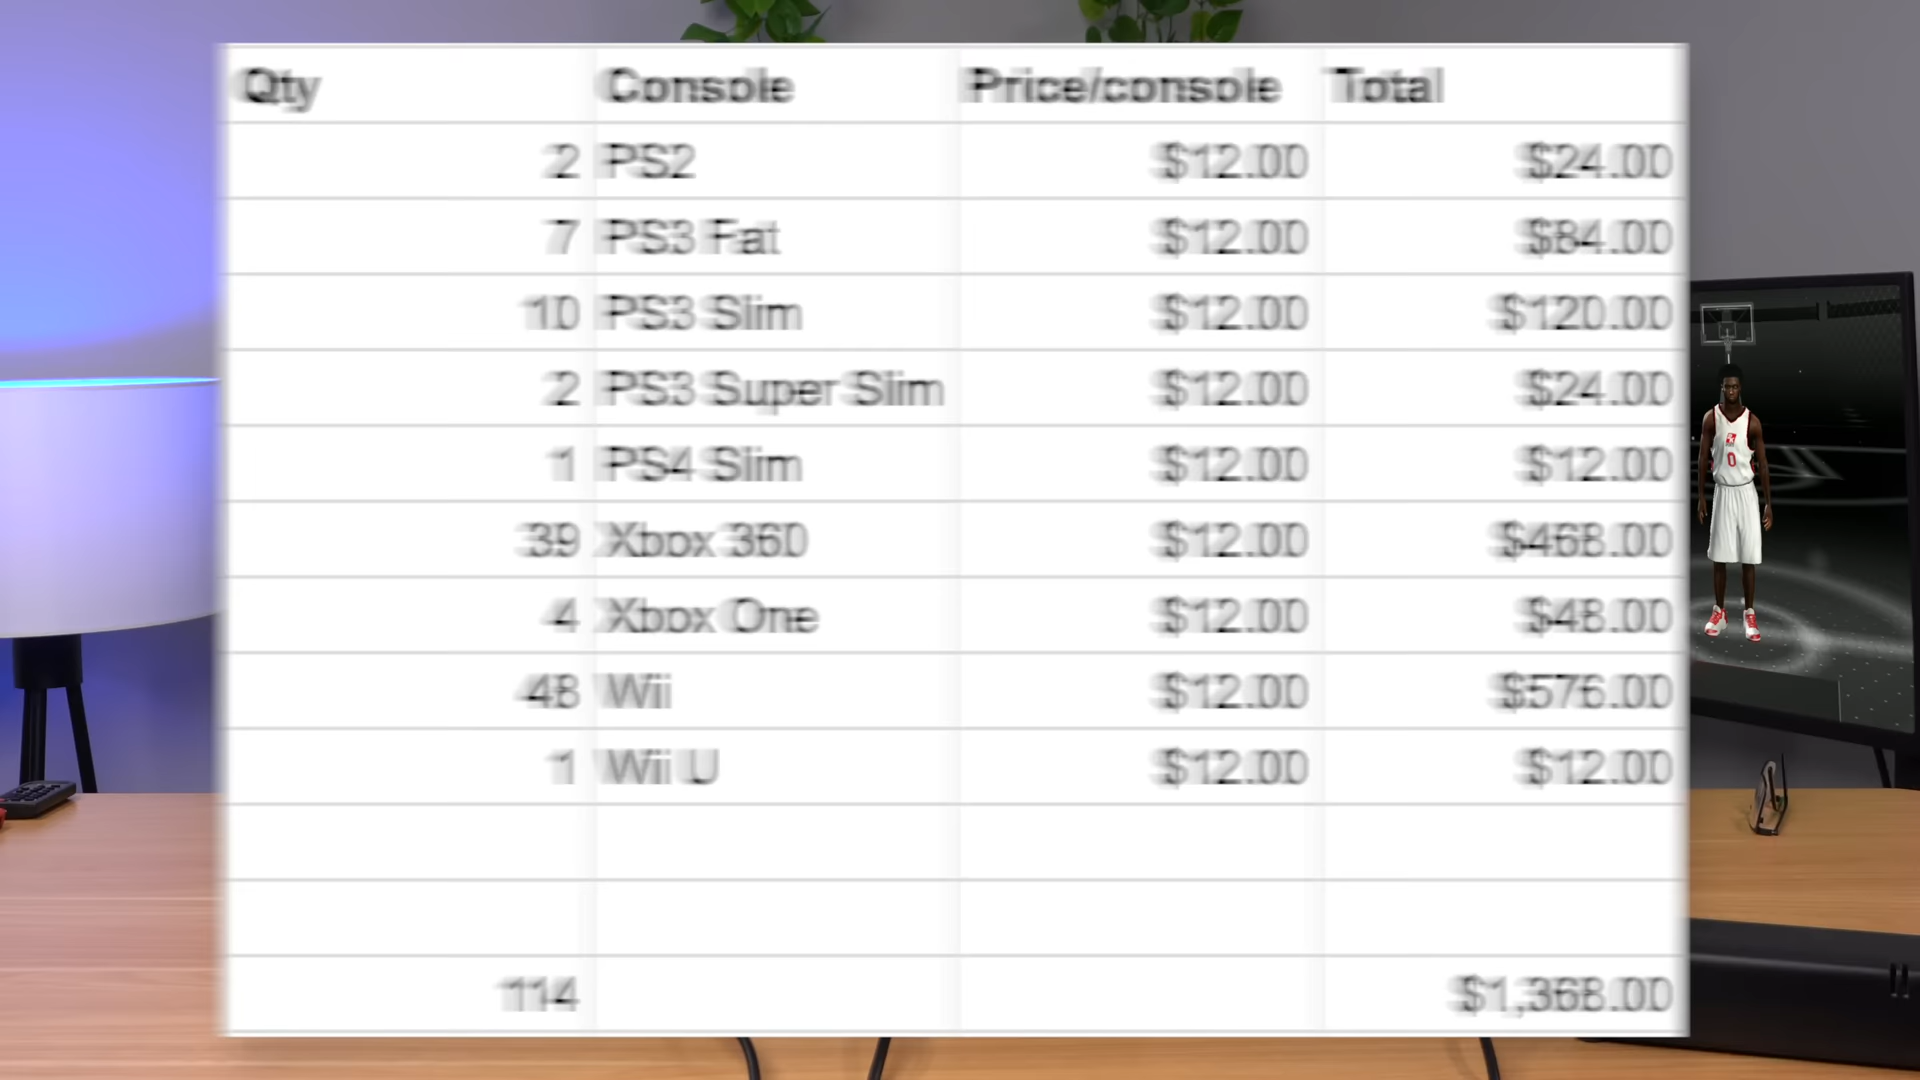 Qty Console Price/console Total
2 PS2 $12.00 $24.00
7 PS3 Fat $12.00 $84.00
10 PS3 Slim $12.00 $120.00
2 PS3 Super Slim $12.00 $24.00
1 PS4 Slim $12.00 $12.00
39 Xbox 360 $12.00 $468.00
4 Xbox One $12.00 $48.00
48 Wii $12.00 $576.00
1 Wii U $12.00 $12.00
114 $1,368.00
0